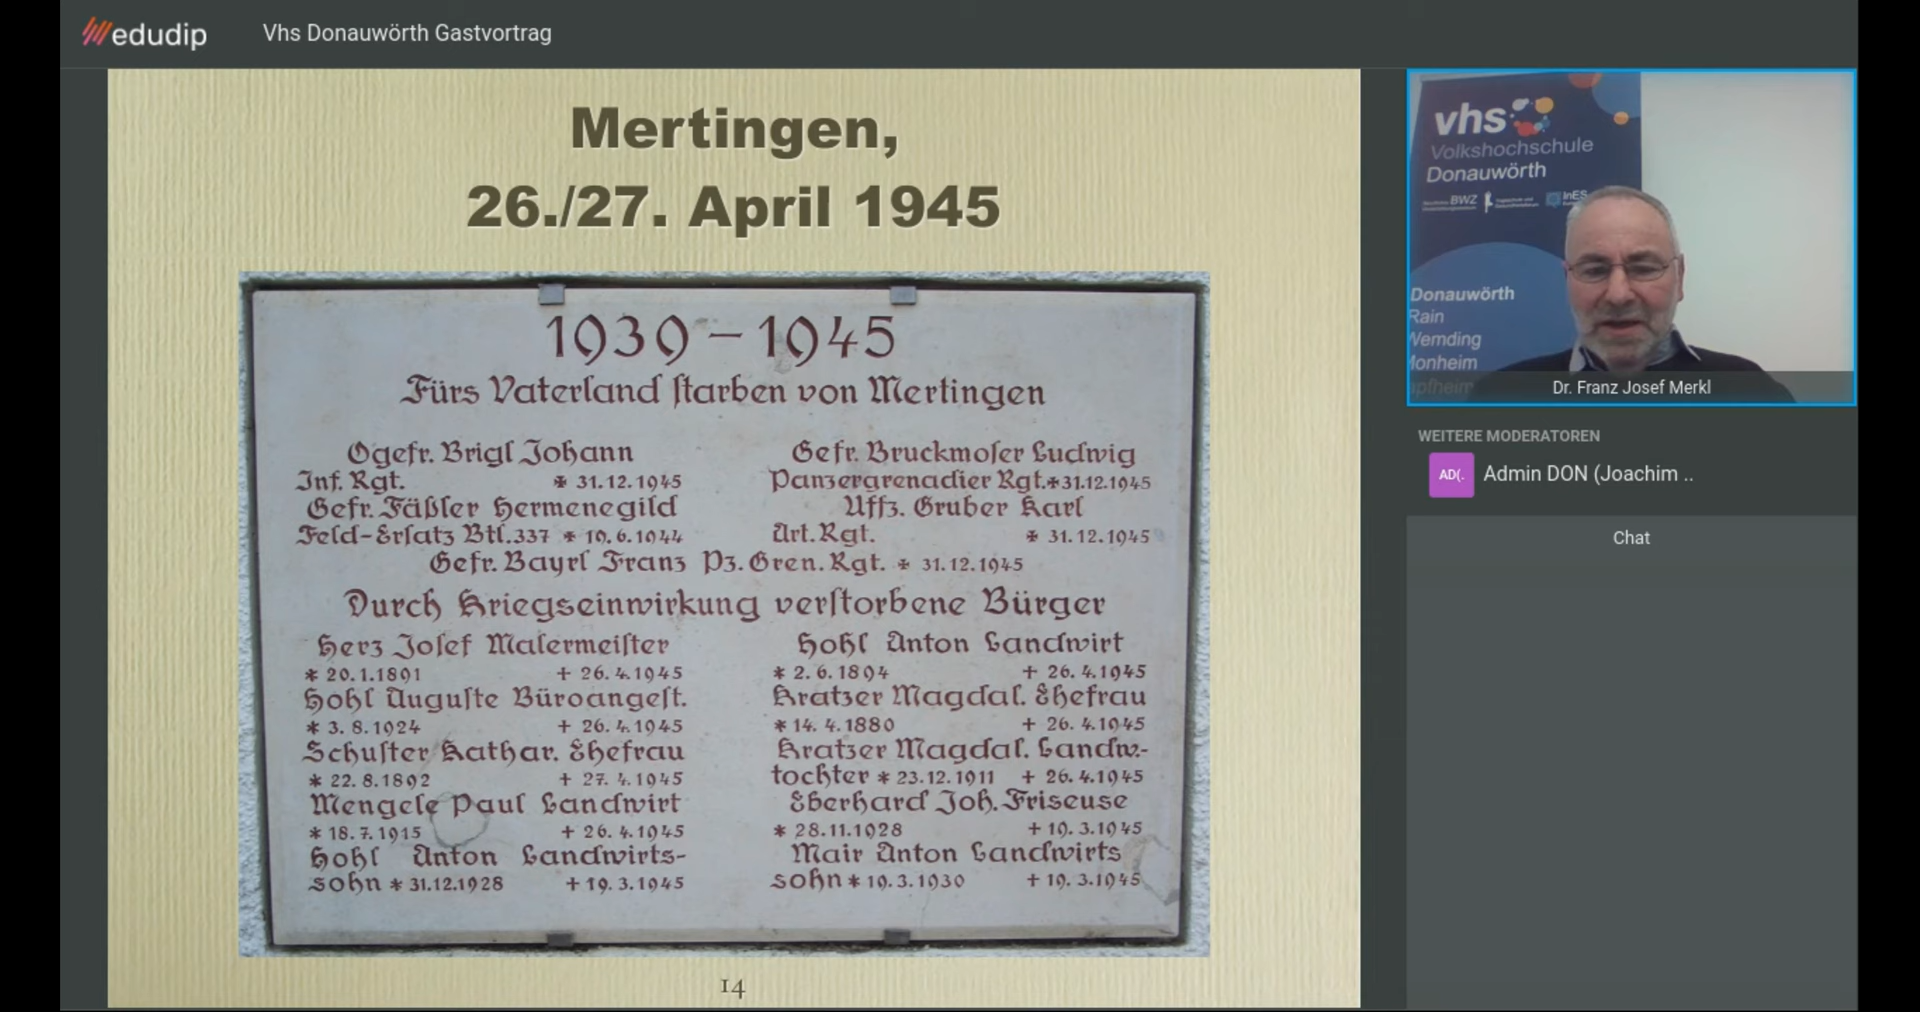 edudip
Vhs Donauwörth Gastvortrag
Mertingen,
26./27. April 1945
1939 – 1945
Fürs Vaterland ſtarben von Mertingen
Ogefr. Brigl Johann
Inf. Rgt. ✠ 31.12.1945
Gefr. Fäßler Hermenegild
Feld-Erſatz Btl. 337 ✠ 19.6.1944
Gefr. Bruckmoſer Ludwig
Panzergrenadier Rgt. ✠ 31.12.1945
Uffz. Gruber Karl
Art. Rgt. ✠ 31.12.1945
Gefr. Bayrl Franz Pz. Gren. Rgt. ✠ 31.12.1945
Durch Kriegseinwirkung verſtorbene Bürger
Herz Joſef Malermeiſter
* 20.1.1891 + 26.4.1945
Hohl Auguſte Büroangeſt.
* 3.8.1924 + 26.4.1945
Schuſter Kathar. Ehefrau
* 22.8.1892 + 27.4.1945
Mengele Paul Landwirt
* 18.7.1915 + 26.4.1945
Hohl Anton Landwirts-
sohn * 31.12.1928 + 19.3.1945
Hohl Anton Landwirt
* 2.6.1894 + 26.4.1945
Kratzer Magdal. Ehefrau
* 14.4.1880 + 26.4.1945
Kratzer Magdal. Landw.-
tochter * 23.12.1911 + 26.4.1945
Eberhard Joh. Friseuse
* 28.11.1928 + 19.3.1945
Mair Anton Landwirts
sohn * 19.3.1930 + 19.3.1945
14
vhs
Volkshochschule
Donauwörth
BWZ
InES
Donauwörth
Rain
Wemding
Monheim
Dr. Franz Josef Merkl
WEITERE MODERATOREN
AD(.
Admin DON (Joachim ..
Chat